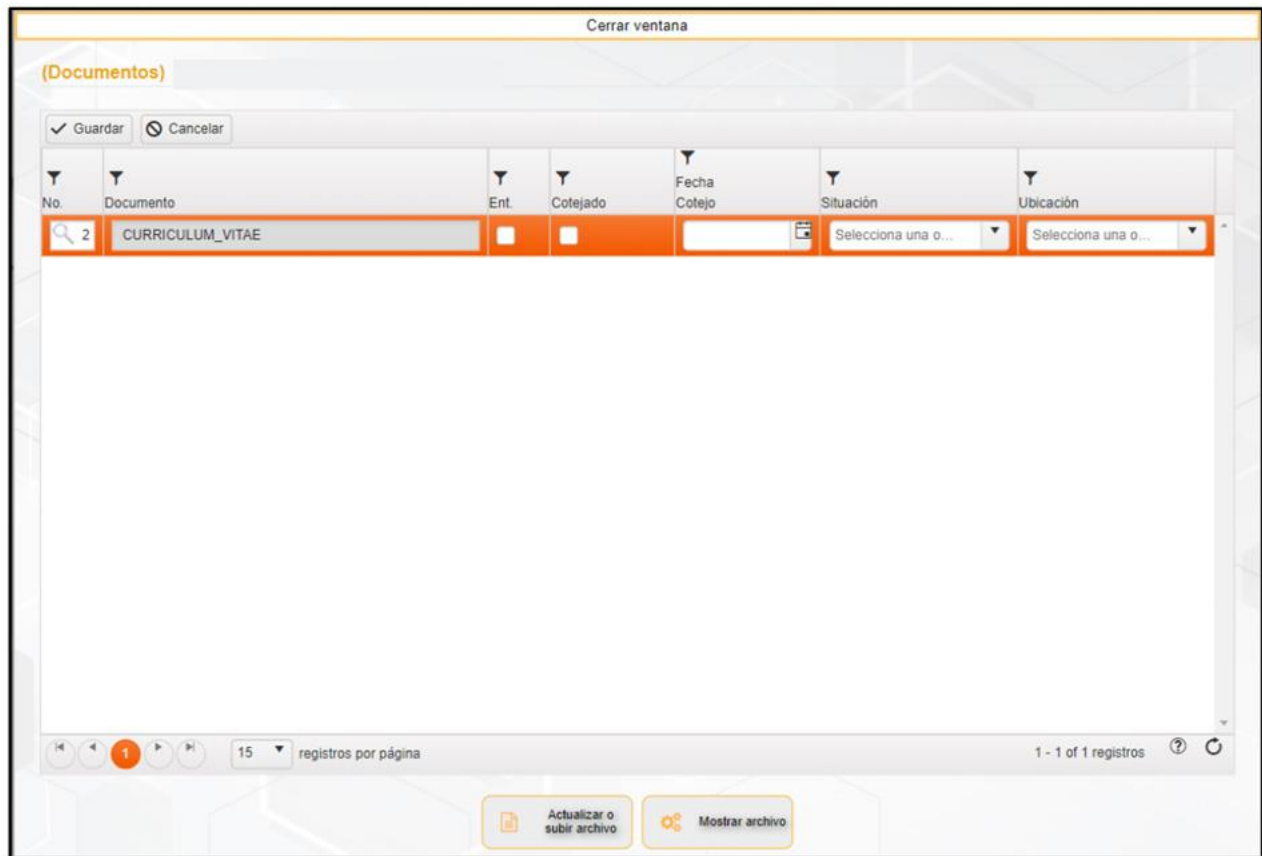 Cerrar ventana
(Documentos)
Guardar Cancelar
No. Documento Ent. Cotejado Fecha Cotejo Situación Ubicación
2 CURRICULUM_VITAE Selecciona una o... Selecciona una o...
1 15 registros por página 1 - 1 of 1 registros
Actualizar o
subir archivo
Mostrar archivo